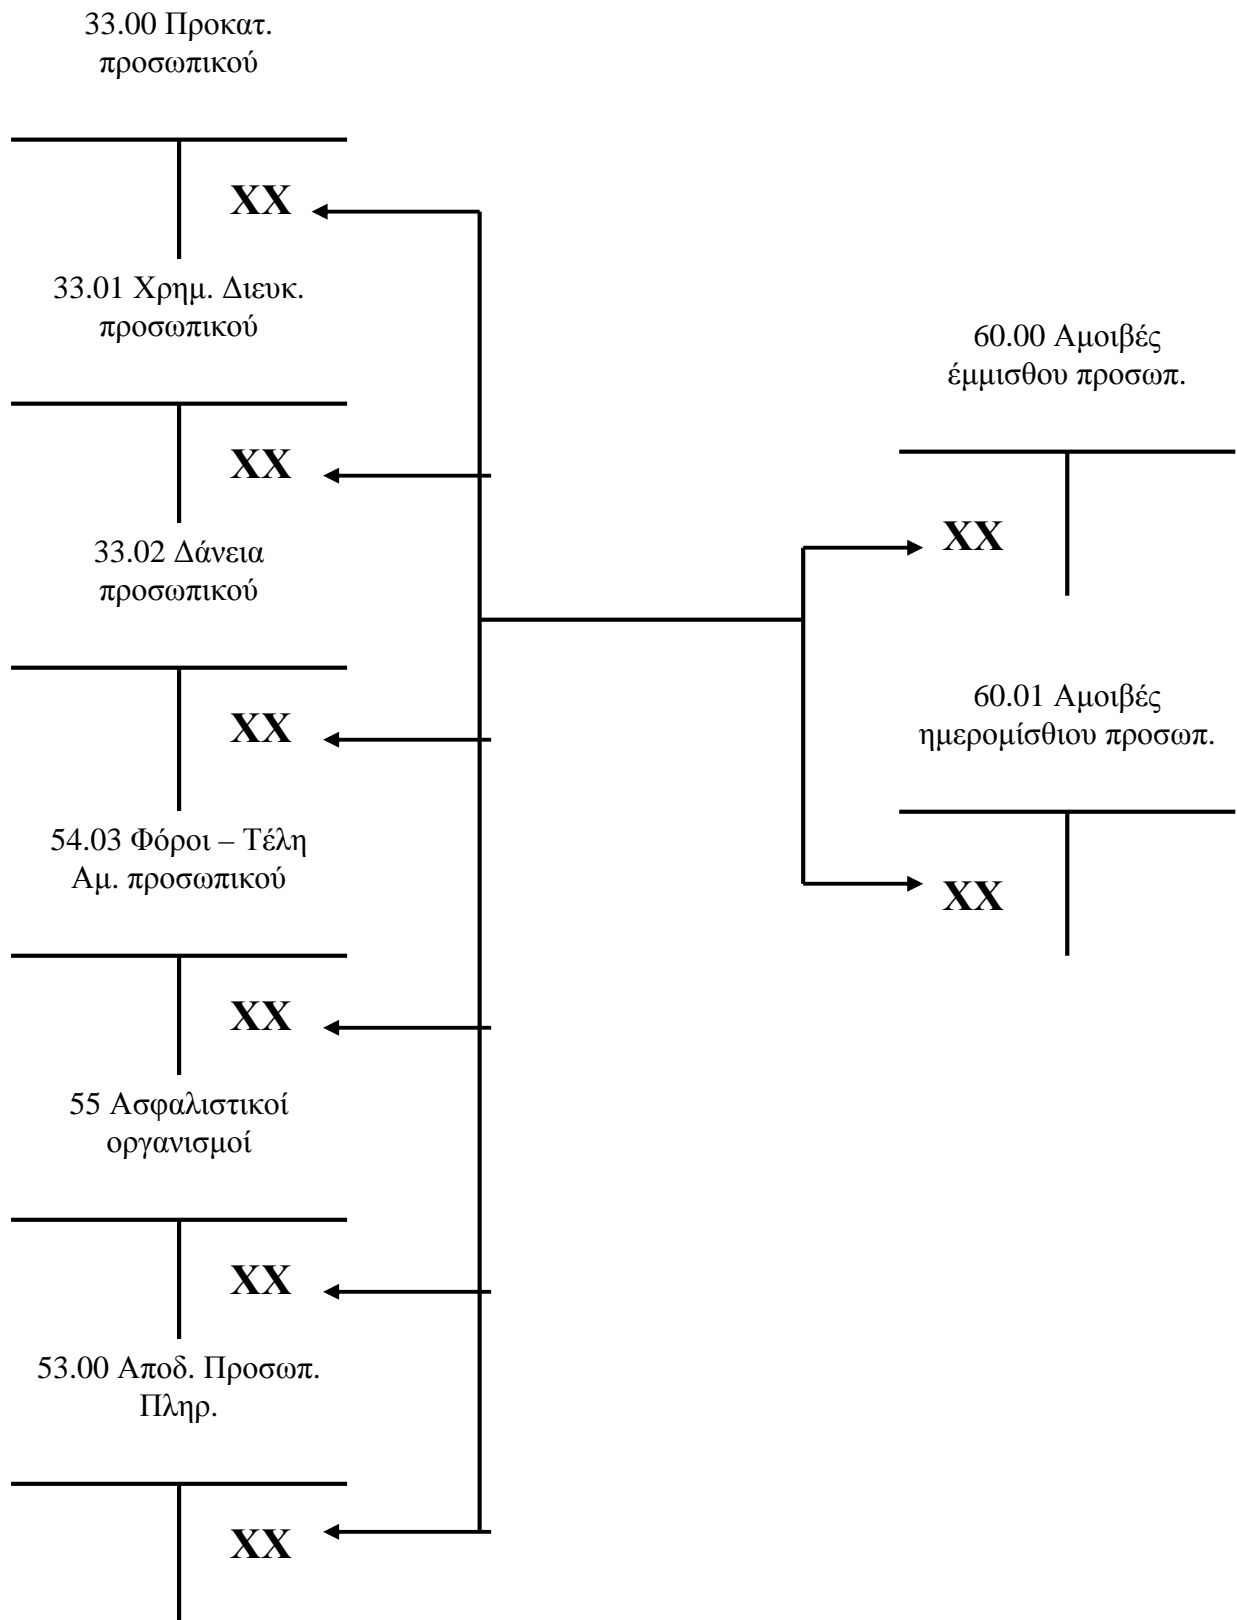 33.00 Προκατ.
προσωπικού
XX
33.01 Χρημ. Διευκ.
προσωπικού
XX
33.02 Δάνεια
προσωπικού
XX
54.03 Φόροι – Τέλη
Αμ. προσωπικού
XX
55 Ασφαλιστικοί
οργανισμοί
XX
53.00 Αποδ. Προσωπ.
Πληρ.
XX
60.00 Αμοιβές
έμμισθου προσωπ.
XX
60.01 Αμοιβές
ημερομίσθιου προσωπ.
XX